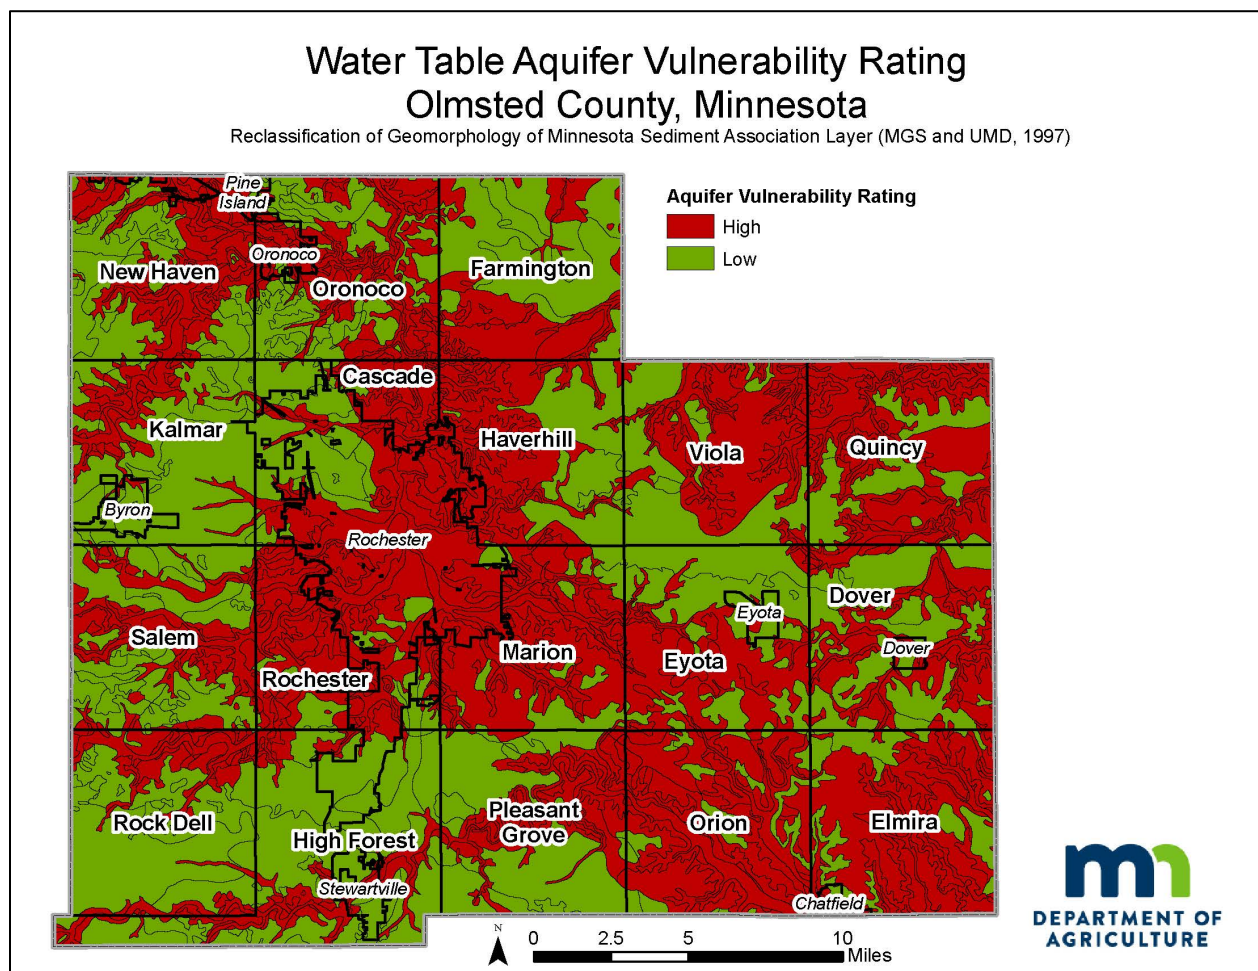 Water Table Aquifer Vulnerability Rating
Olmsted County, Minnesota
Reclassification of Geomorphology of Minnesota Sediment Association Layer (MGS and UMD, 1997)
Aquifer Vulnerability Rating
High
Low
Pine
Island
Oronoco
New Haven
Oronoco
Farmington
Cascade
Kalmar
Haverhill
Viola
Quincy
Byron
Rochester
Dover
Eyota
Salem
Marion
Eyota
Dover
Rochester
Rock Dell
High Forest
Pleasant
Grove
Orion
Elmira
Stewartville
Chatfield
N
0 2.5 5 10
Miles
mn
DEPARTMENT OF
AGRICULTURE